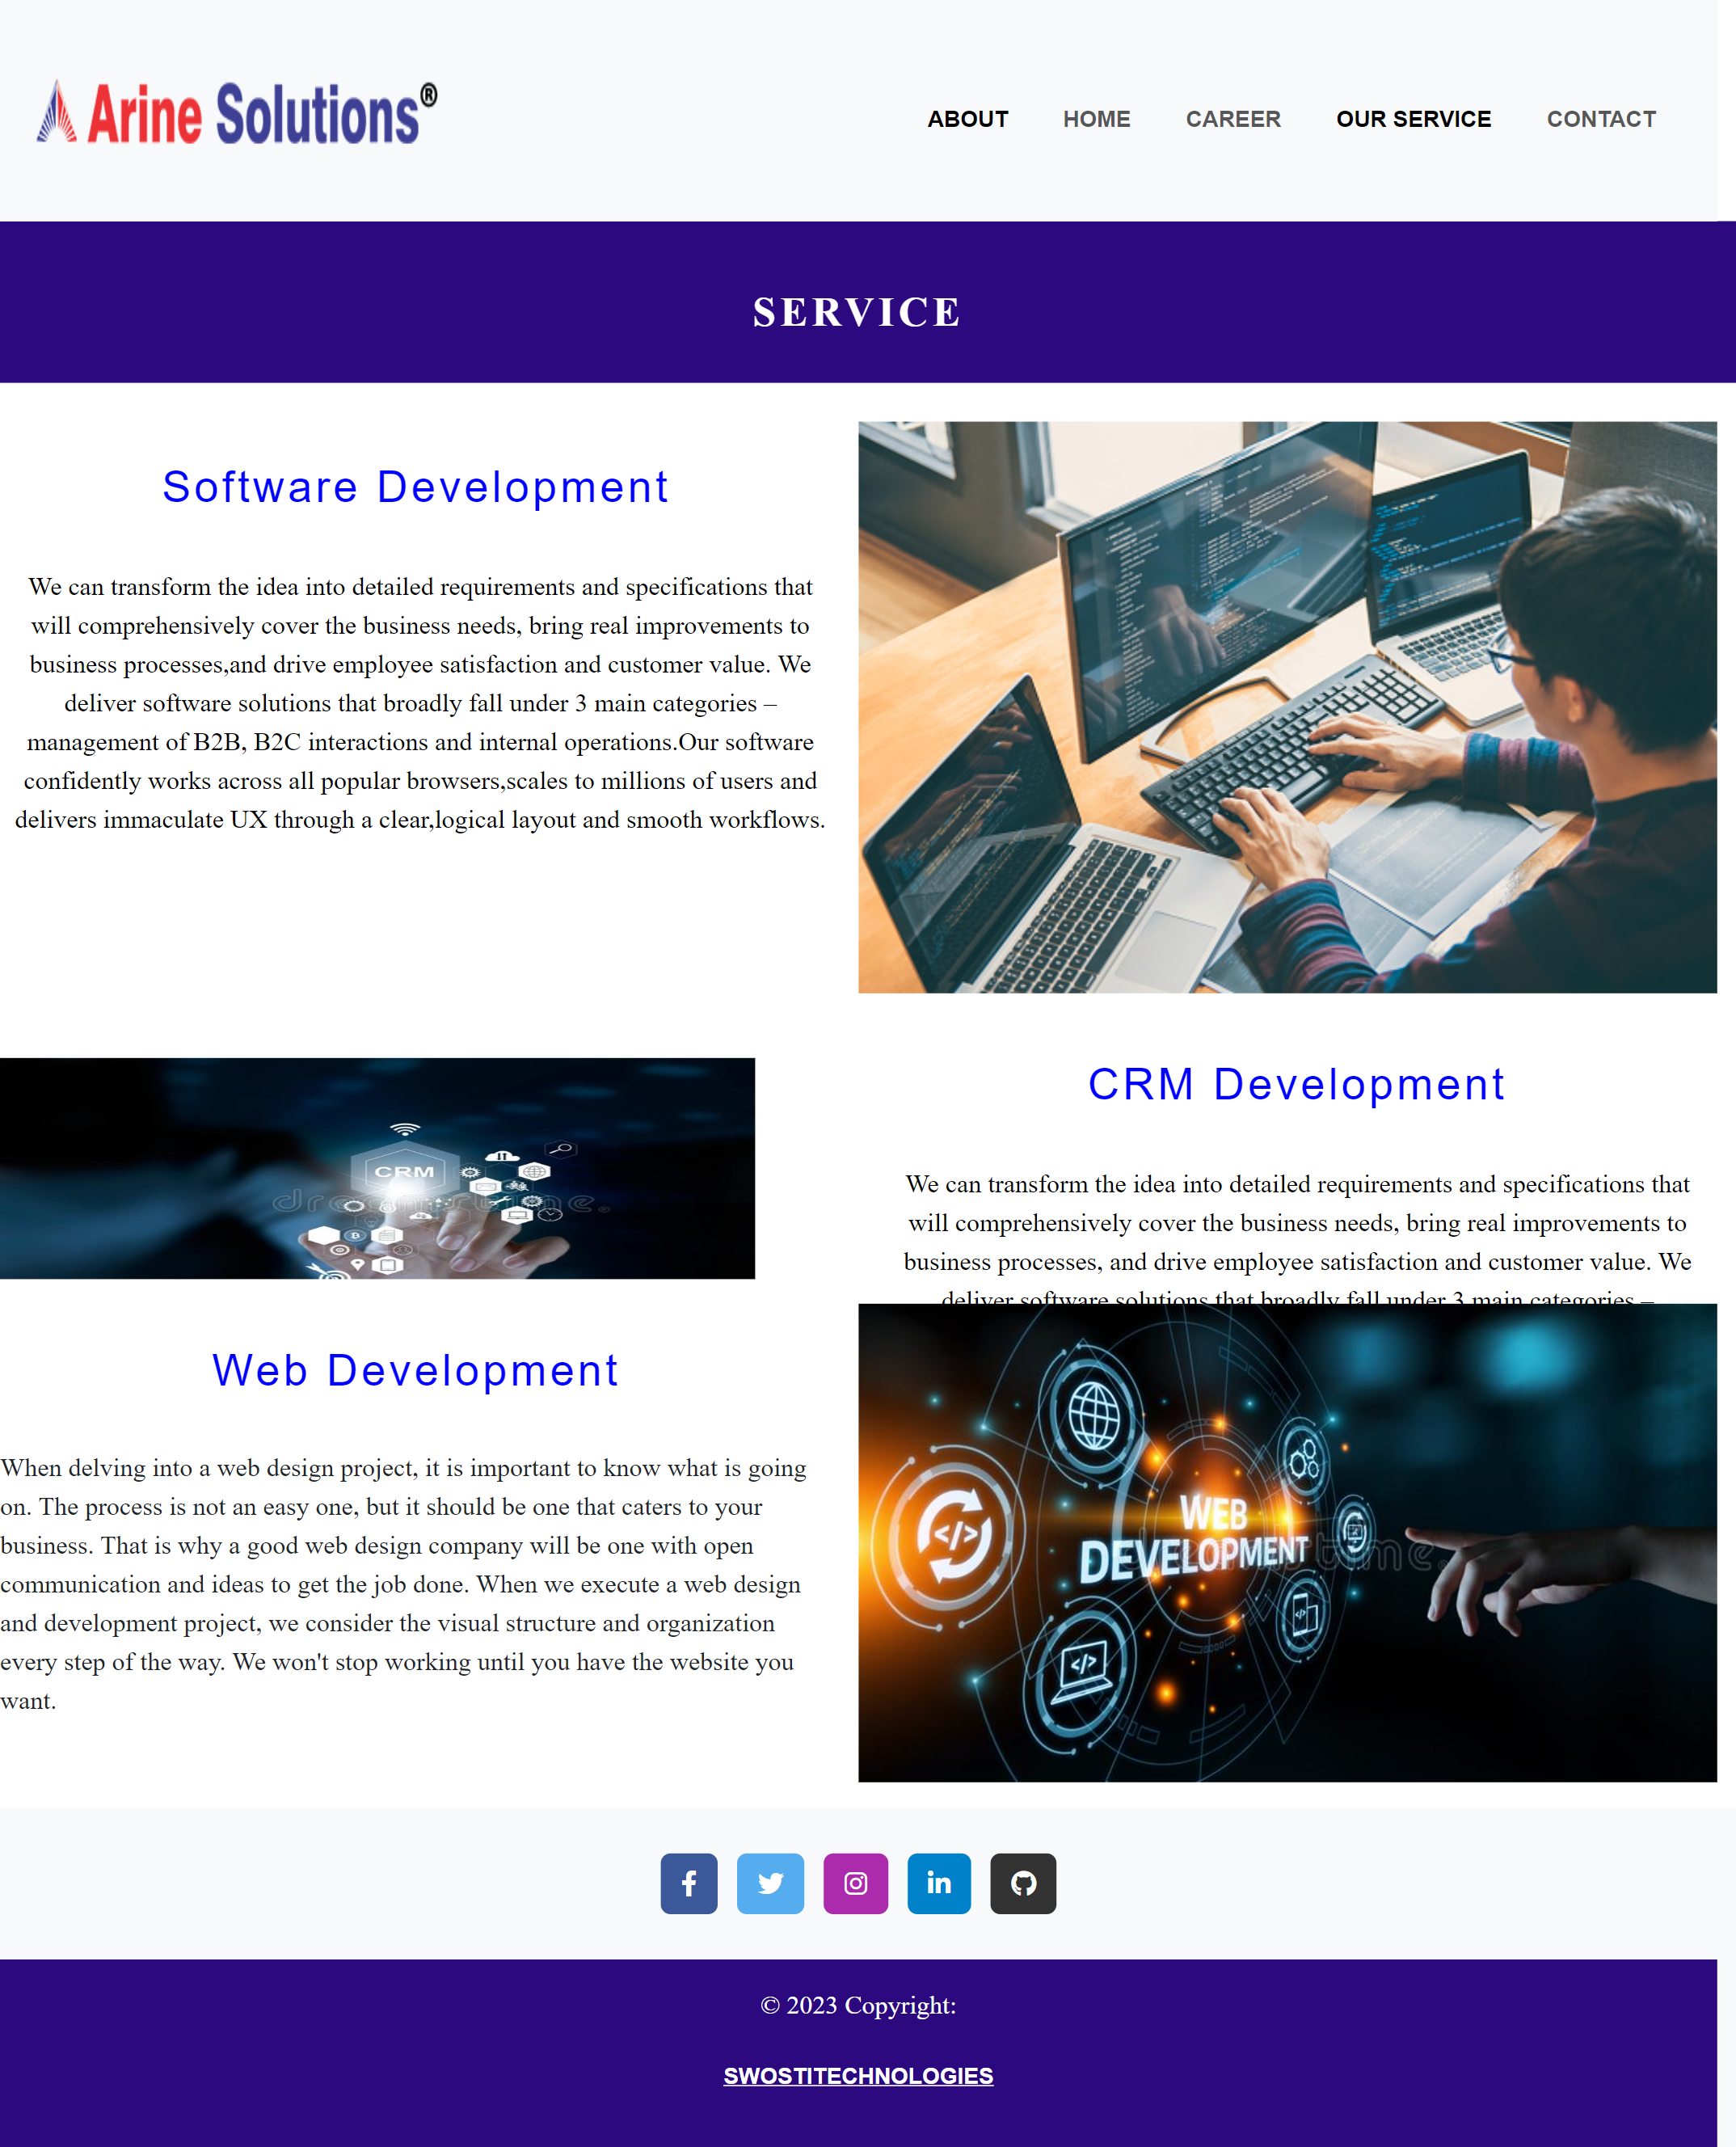 Arine Solutions®
ABOUT HOME CAREER OUR SERVICE CONTACT
SERVICE
Software Development
We can transform the idea into detailed requirements and specifications that
will comprehensively cover the business needs, bring real improvements to
business processes,and drive employee satisfaction and customer value. We
deliver software solutions that broadly fall under 3 main categories –
management of B2B, B2C interactions and internal operations.Our software
confidently works across all popular browsers,scales to millions of users and
delivers immaculate UX through a clear,logical layout and smooth workflows.
CRM
CRM Development
We can transform the idea into detailed requirements and specifications that
will comprehensively cover the business needs, bring real improvements to
business processes, and drive employee satisfaction and customer value. We
deliver software solutions that broadly fall under 3 main categories –
Web Development
When delving into a web design project, it is important to know what is going
on. The process is not an easy one, but it should be one that caters to your
business. That is why a good web design company will be one with open
communication and ideas to get the job done. When we execute a web design
and development project, we consider the visual structure and organization
every step of the way. We won't stop working until you have the website you
want.
</>
WEB
DEVELOPMENT
</>
</>
© 2023 Copyright:
SWOSTITECHNOLOGIES